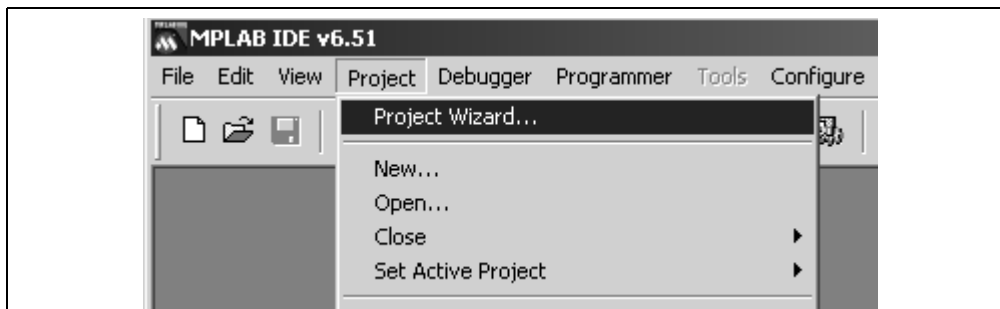 MPLAB IDE v6.51
File Edit View Project Debugger Programmer Tools Configure
Project Wizard...
New...
Open...
Close
Set Active Project